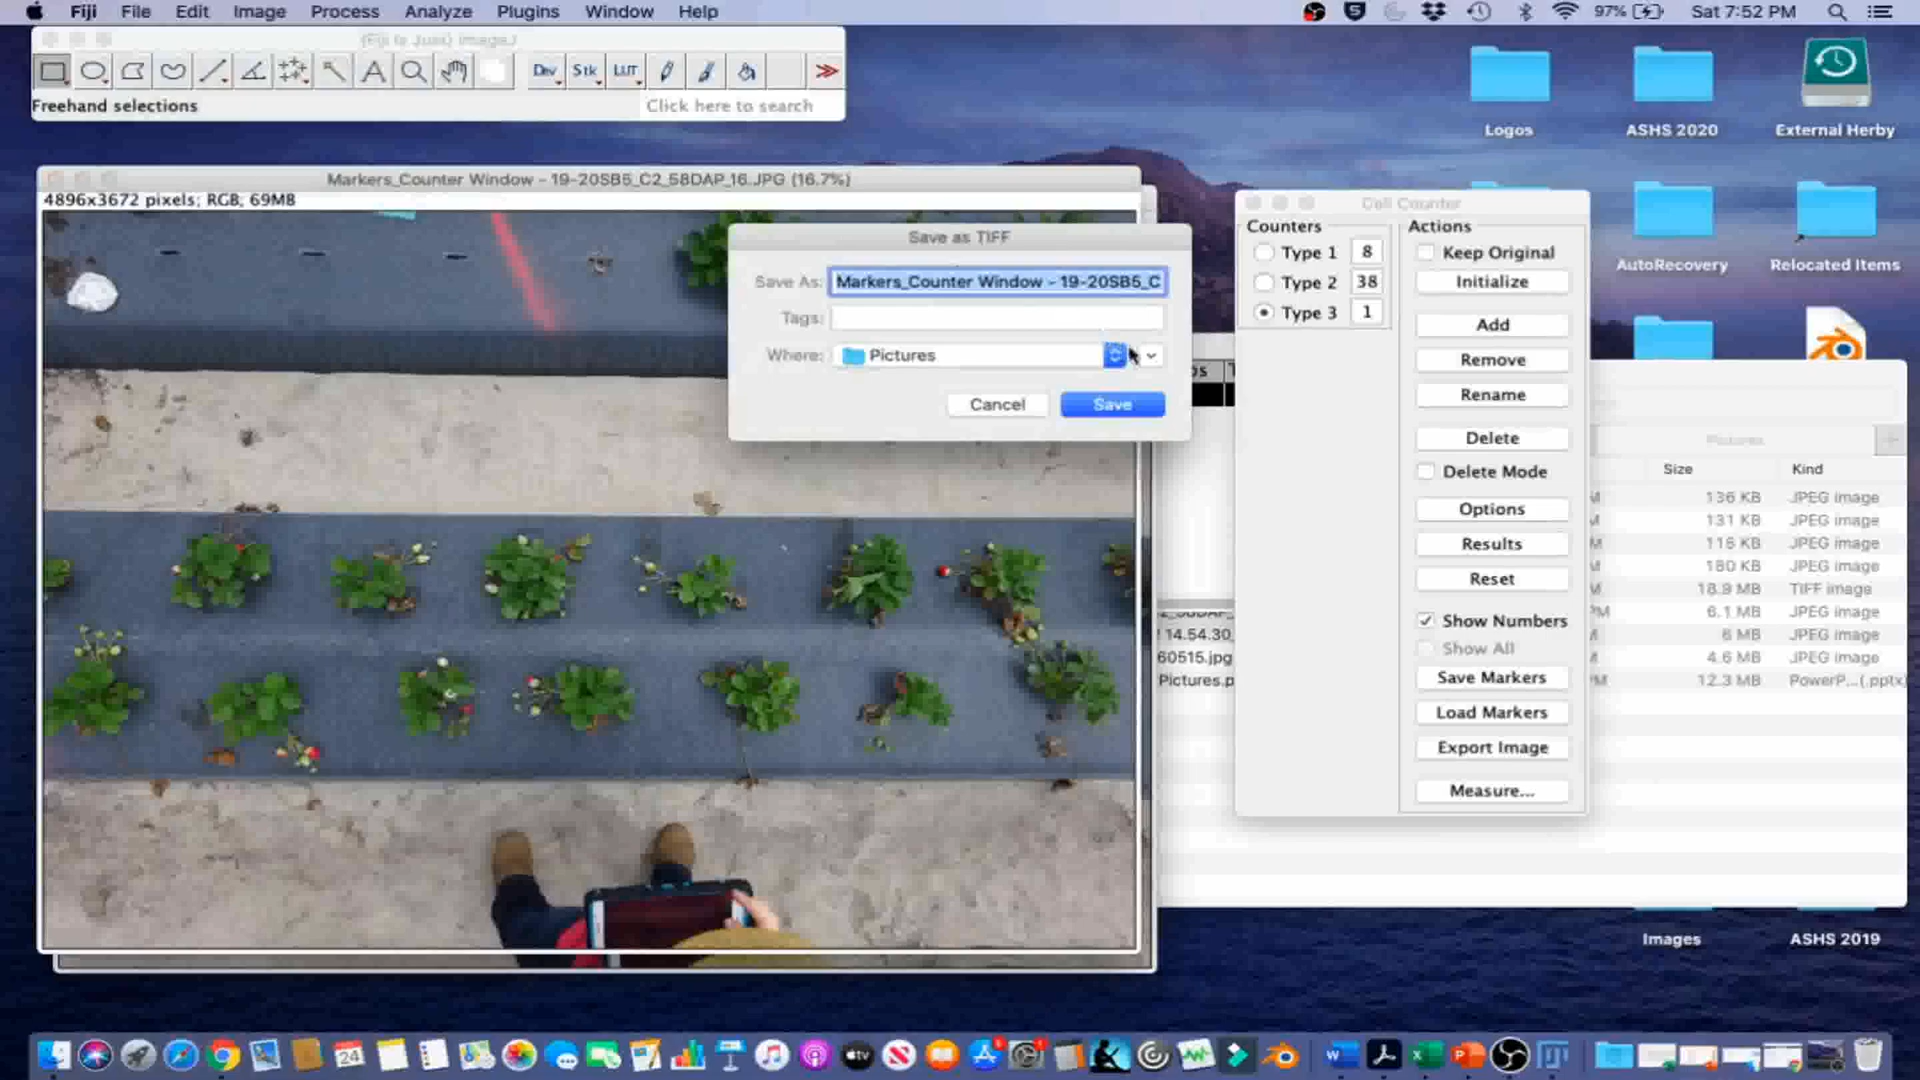 Fiji File Edit Image Process Analyze Plugins Window Help 97% Sat 7:52 PM
(Fiji Is Just) ImageJ
Dev Stk LUT
Freehand selections Click here to search
Logos ASHS 2020 External Herby
AutoRecovery Relocated Items
Markers_Counter Window - 19-20SB5_C2_58DAP_16.JPG (16.7%)
4896x3672 pixels; RGB; 69MB
Save as TIFF
Save As: Markers_Counter Window - 19-20SB5_C
Tags:
Where: Pictures
Cancel Save
Cell Counter
Counters
Type 1 8
Type 2 38
Type 3 1
Actions
Keep Original
Initialize
Add
Remove
Rename
Delete
Delete Mode
Options
Results
Reset
Show Numbers
Show All
Save Markers
Load Markers
Export Image
Measure...
Pictures
Size Kind
136 KB JPEG image
131 KB JPEG image
116 KB JPEG image
180 KB JPEG image
18.9 MB TIFF image
6.1 MB JPEG image
6 MB JPEG image
4.6 MB JPEG image
12.3 MB PowerP...(.pptx)
14.54.30
60515.jpg
Pictures.p
Images ASHS 2019
24